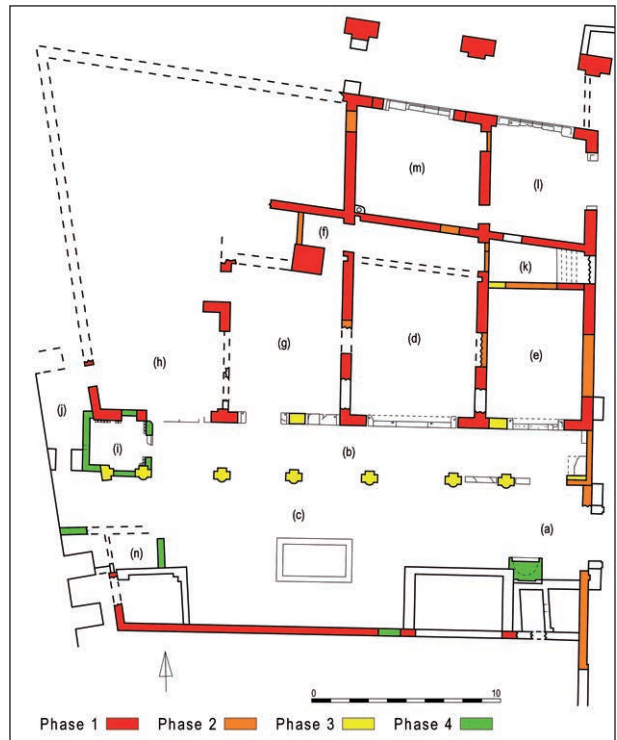 (m)
(l)
(f)
(k)
(g)
(d)
(e)
(h)
(j)
(i)
(b)
(c)
(a)
(n)
0 10
Phase 1 Phase 2 Phase 3 Phase 4